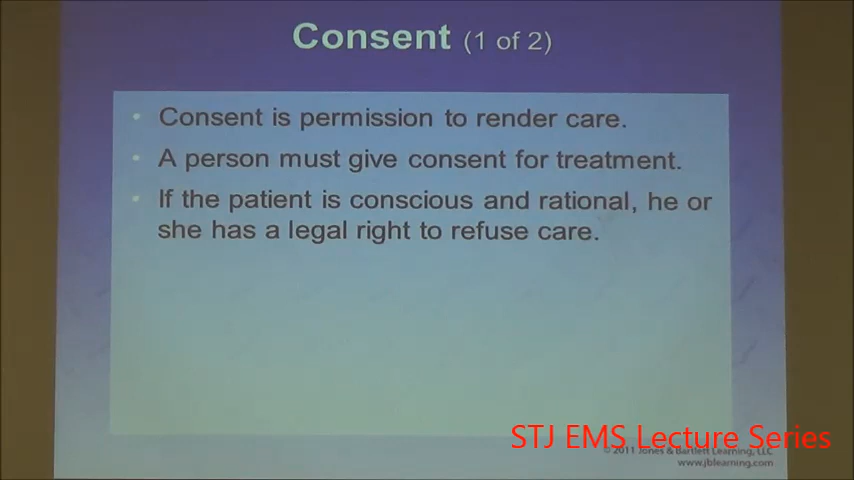 Consent (1 of 2)
• Consent is permission to render care.
• A person must give consent for treatment.
• If the patient is conscious and rational, he or
she has a legal right to refuse care.
STJ EMS Lecture Series
© 2011 Jones & Bartlett Learning, LLC
www.jblearning.com